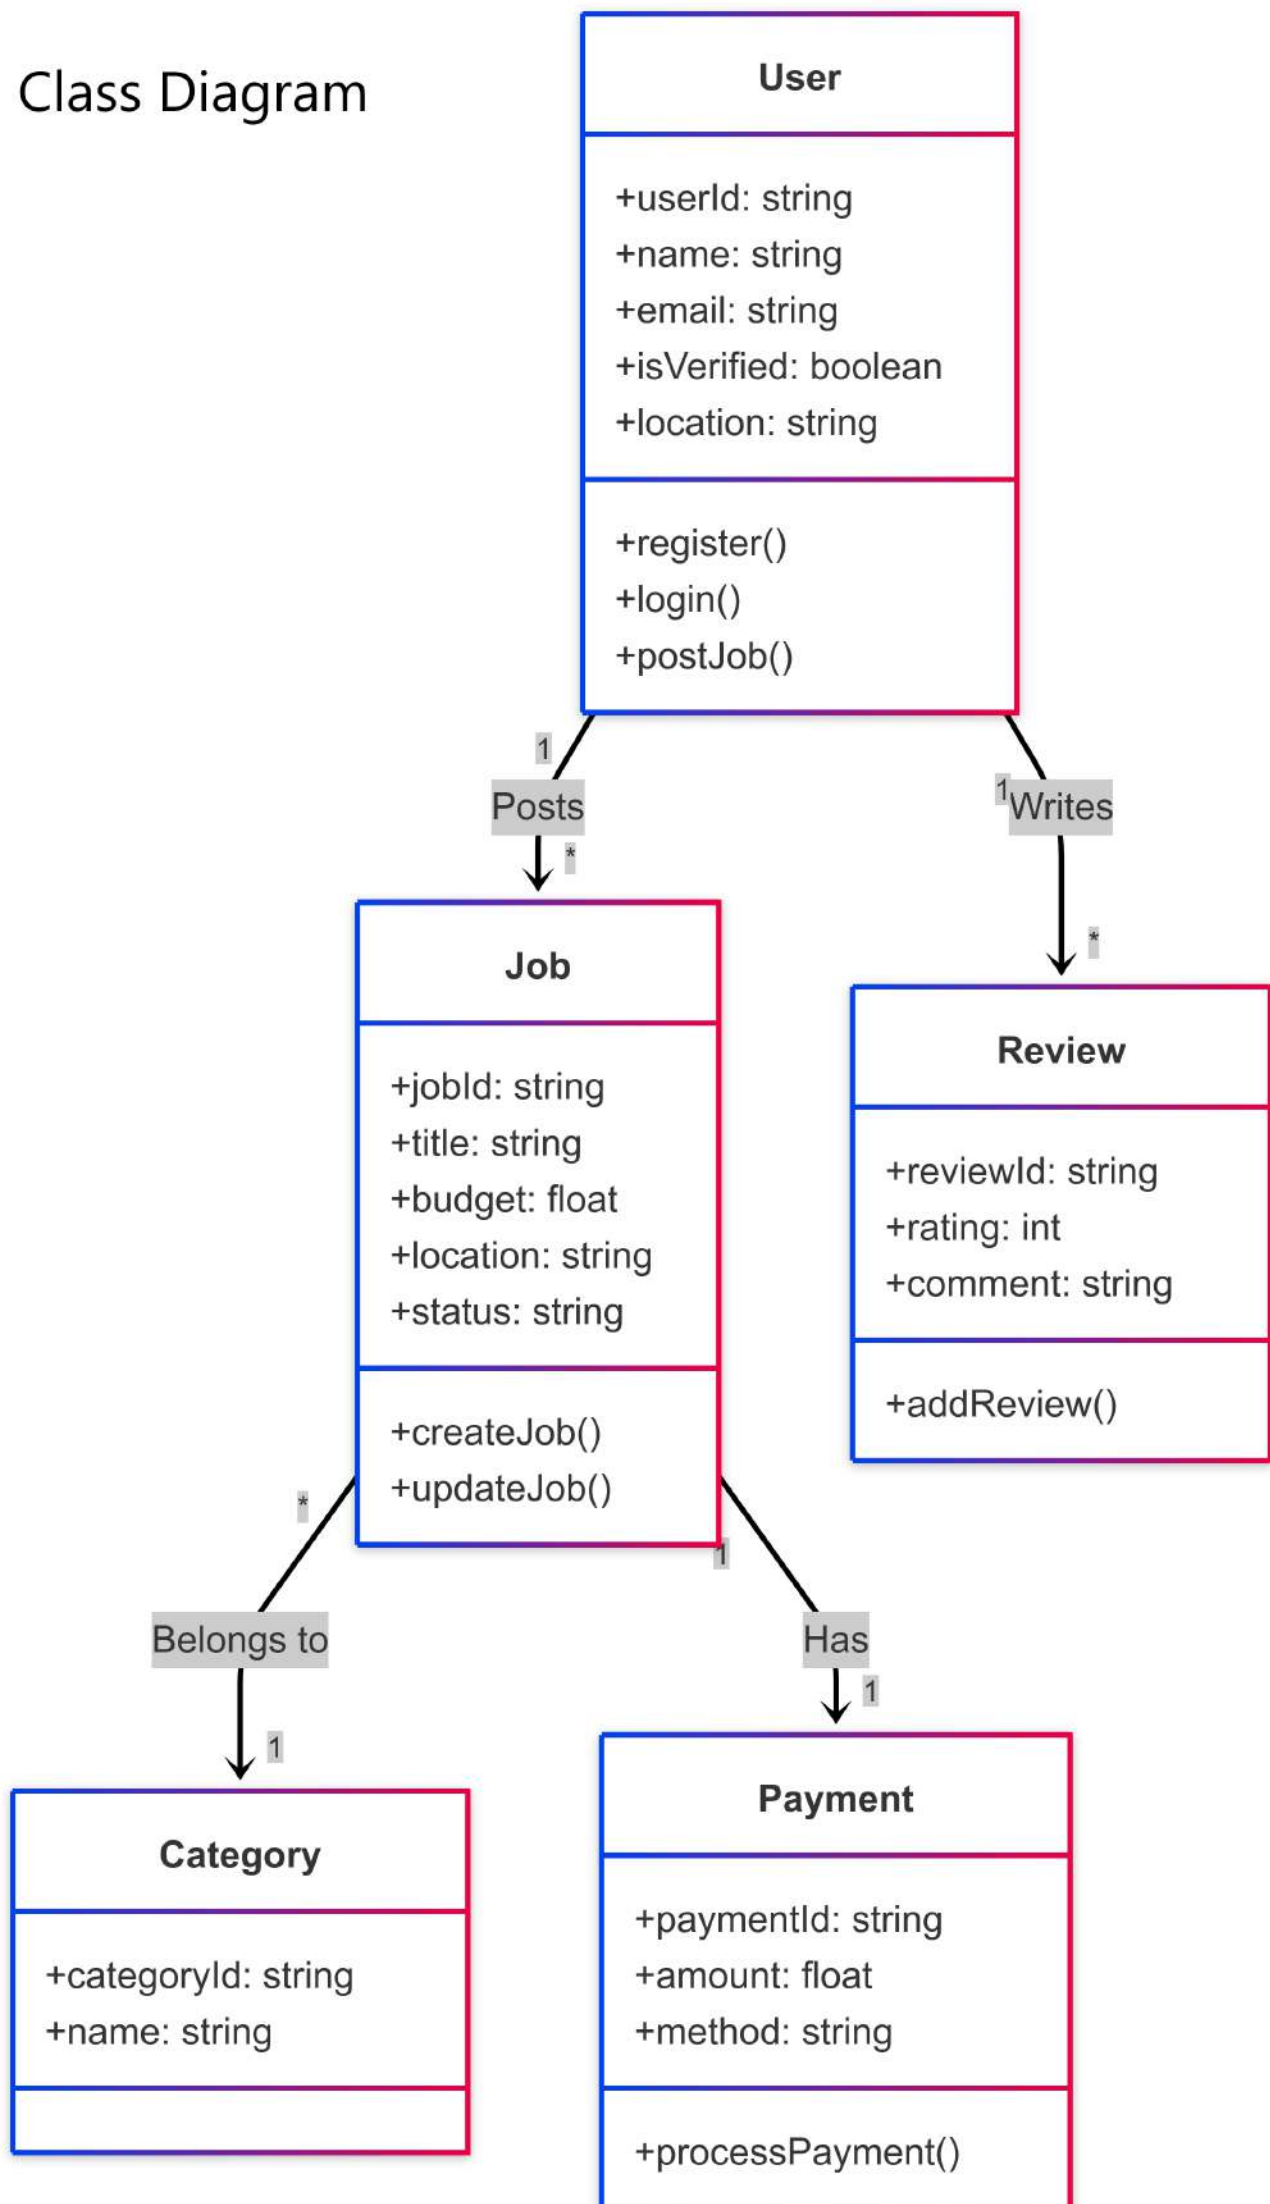 Class Diagram
User
+userId: string
+name: string
+email: string
+isVerified: boolean
+location: string
+register()
+login()
+postJob()
1
Posts
*
1
Writes
*
Job
+jobId: string
+title: string
+budget: float
+location: string
+status: string
+createJob()
+updateJob()
Review
+reviewId: string
+rating: int
+comment: string
+addReview()
*
Belongs to
1
1
Has
1
Category
+categoryId: string
+name: string
Payment
+paymentId: string
+amount: float
+method: string
+processPayment()